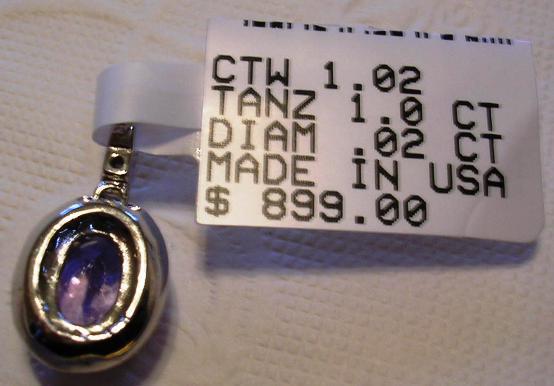 CTW 1.02
TANZ 1.0 CT
DIAM .02 CT
MADE IN USA
$ 899.00